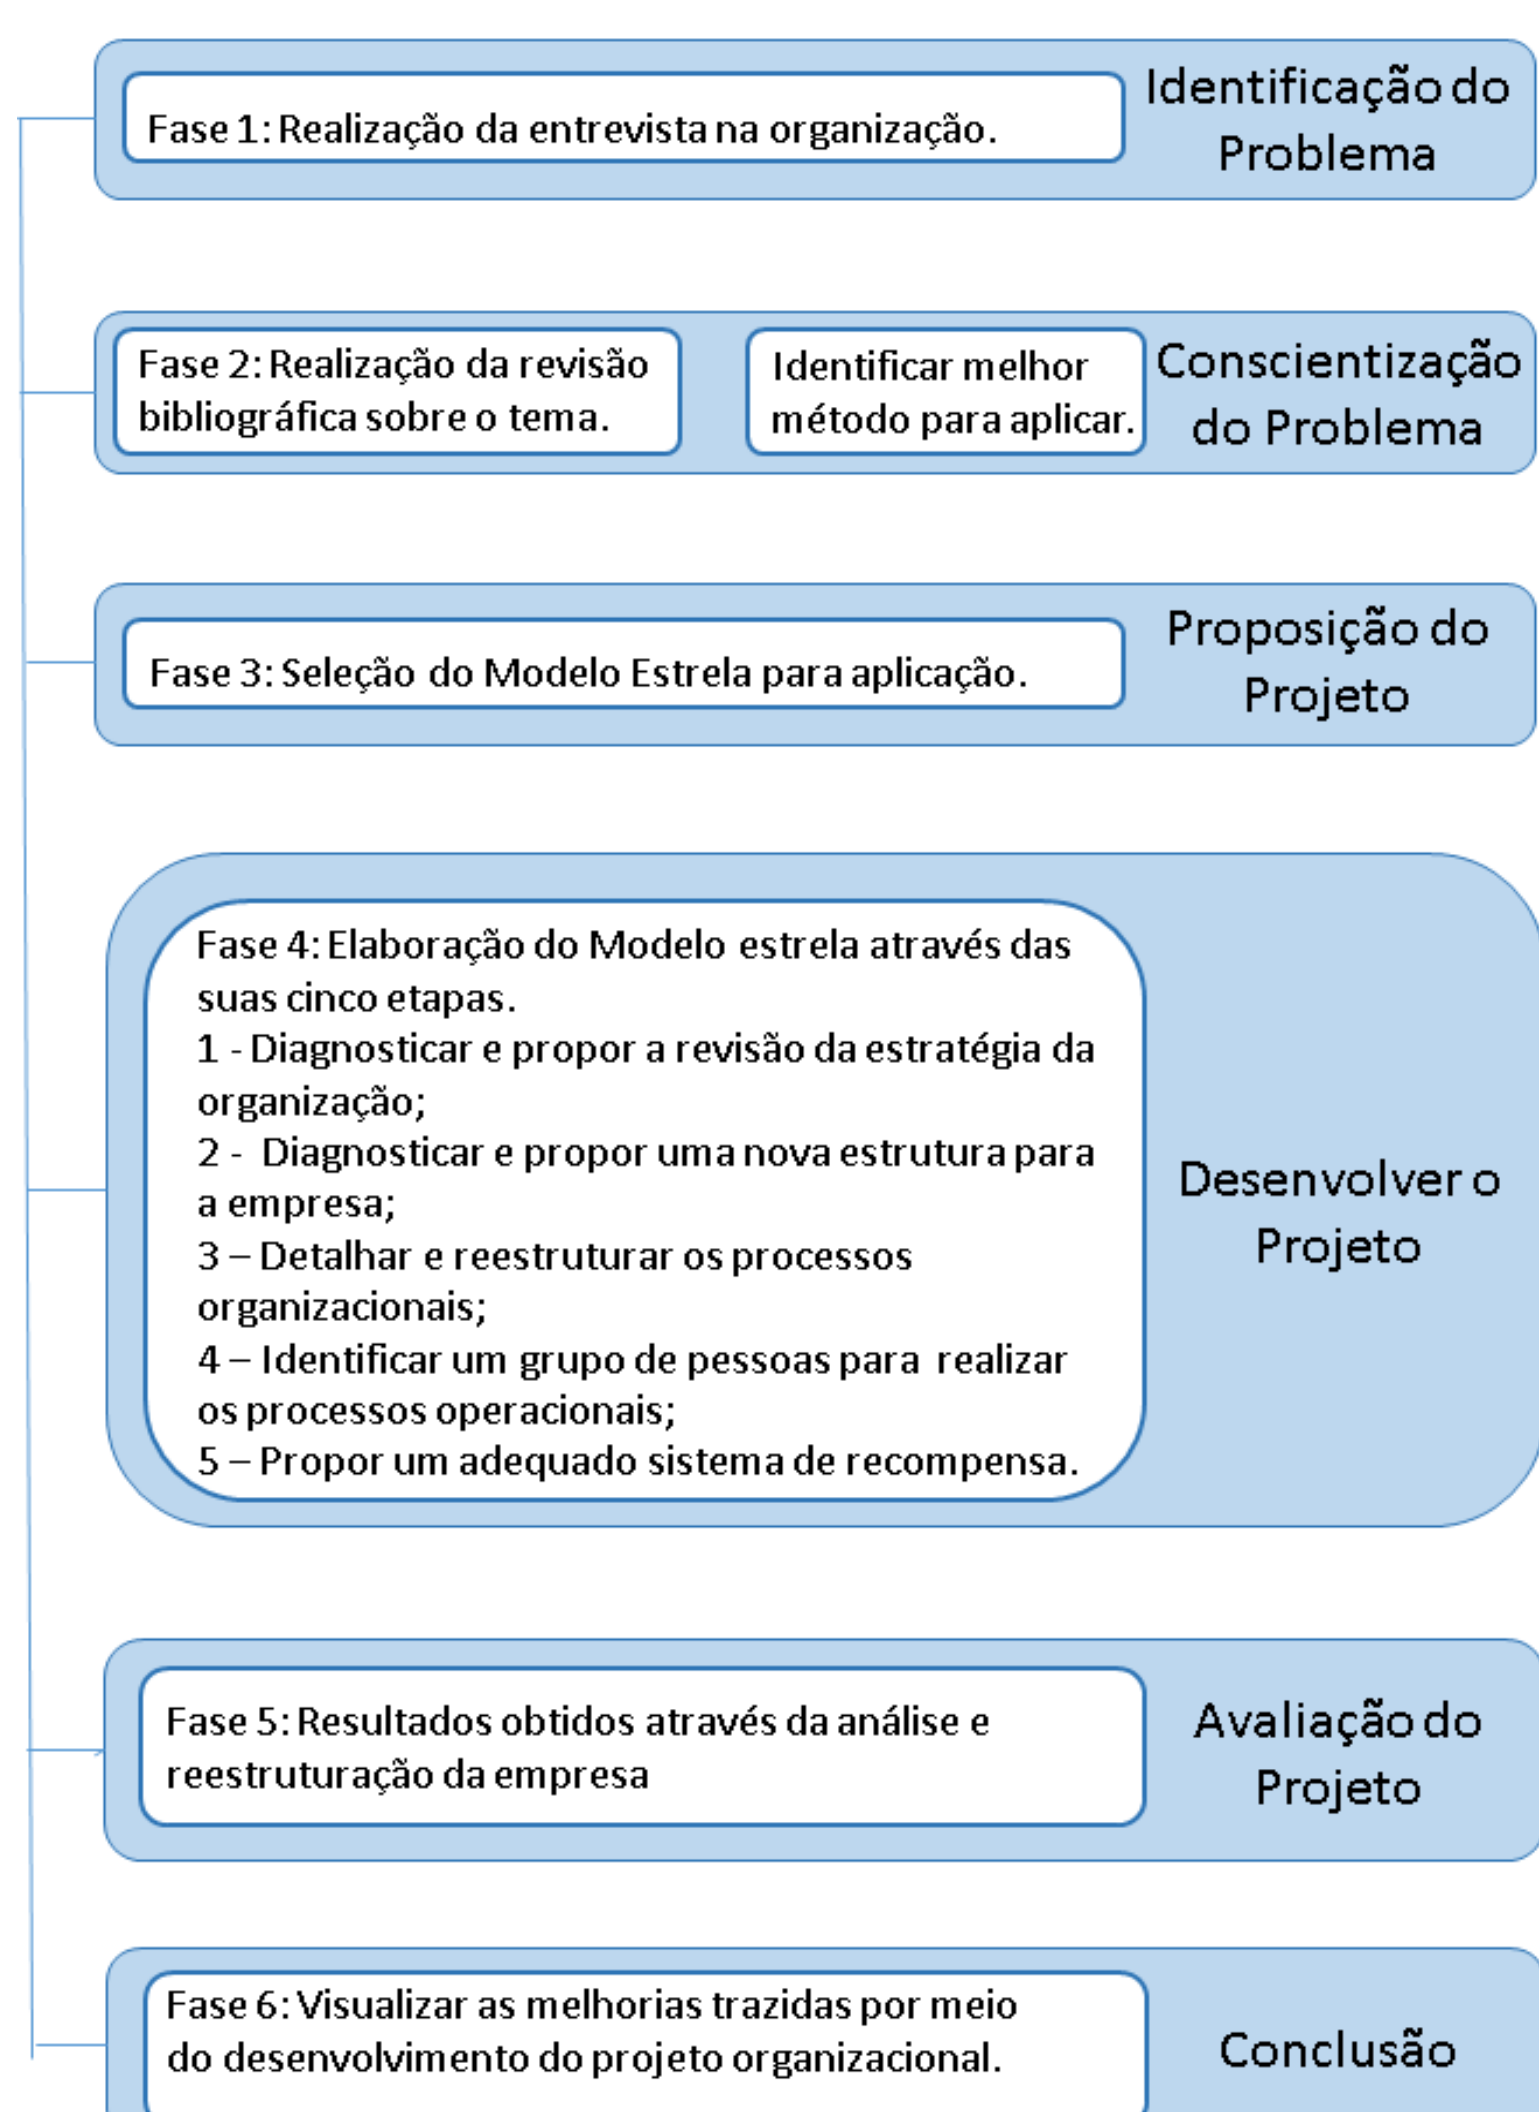 Fase 1: Realização da entrevista na organização.
Identificação do
Problema
Fase 2: Realização da revisão
bibliográfica sobre o tema.
Identificar melhor
método para aplicar.
Conscientização
do Problema
Fase 3: Seleção do Modelo Estrela para aplicação.
Proposição do
Projeto
Fase 4: Elaboração do Modelo estrela através das
suas cinco etapas.
1 - Diagnosticar e propor a revisão da estratégia da
organização;
2 - Diagnosticar e propor uma nova estrutura para
a empresa;
3 – Detalhar e reestruturar os processos
organizacionais;
4 – Identificar um grupo de pessoas para realizar
os processos operacionais;
5 – Propor um adequado sistema de recompensa.
Desenvolver o
Projeto
Fase 5: Resultados obtidos através da análise e
reestruturação da empresa
Avaliação do
Projeto
Fase 6: Visualizar as melhorias trazidas por meio
do desenvolvimento do projeto organizacional.
Conclusão